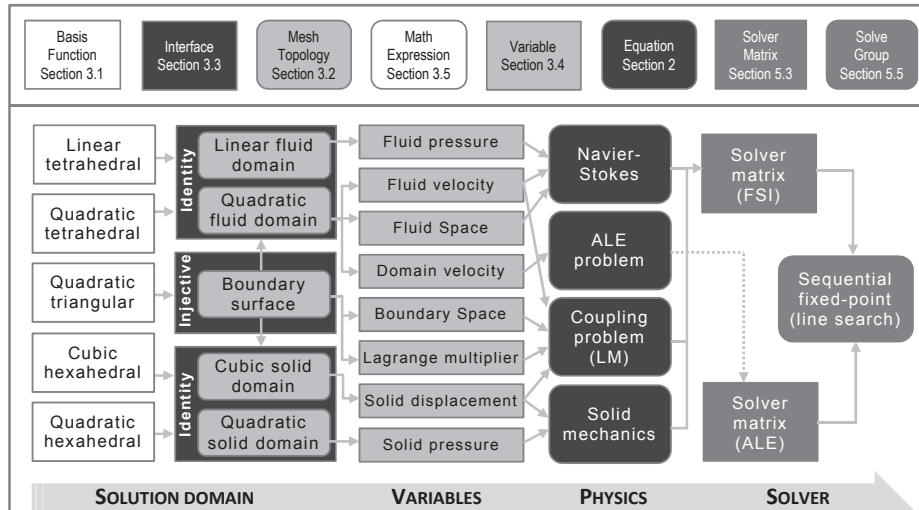 Basis
Function
Section 3.1
Interface
Section 3.3
Mesh
Topology
Section 3.2
Math
Expression
Section 3.5
Variable
Section 3.4
Equation
Section 2
Solver
Matrix
Section 5.3
Solve
Group
Section 5.5
Linear
tetrahedral
Quadratic
tetrahedral
Quadratic
triangular
Cubic
hexahedral
Quadratic
hexahedral
Identity
Linear fluid
domain
Quadratic
fluid domain
Injective
Boundary
surface
Identity
Cubic solid
domain
Quadratic
solid domain
Fluid pressure
Fluid velocity
Fluid Space
Domain velocity
Boundary Space
Lagrange multiplier
Solid displacement
Solid pressure
Navier-
Stokes
ALE
problem
Coupling
problem
(LM)
Solid
mechanics
Solver
matrix
(FSI)
Solver
matrix
(ALE)
Sequential
fixed-point
(line search)
SOLUTION DOMAIN
VARIABLES
PHYSICS
SOLVER